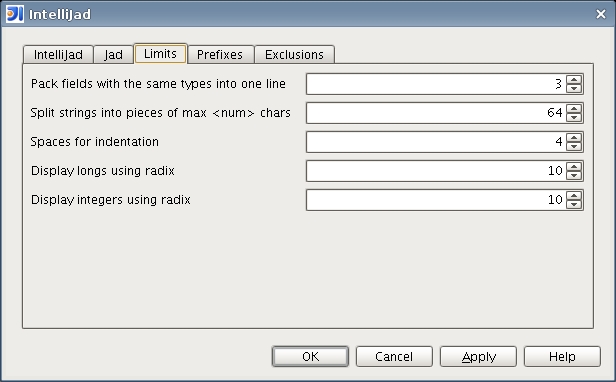 IntelliJad
IntelliJad Jad Limits Prefixes Exclusions
Pack fields with the same types into one line 3
Split strings into pieces of max <num> chars 64
Spaces for indentation 4
Display longs using radix 10
Display integers using radix 10
OK Cancel Apply Help